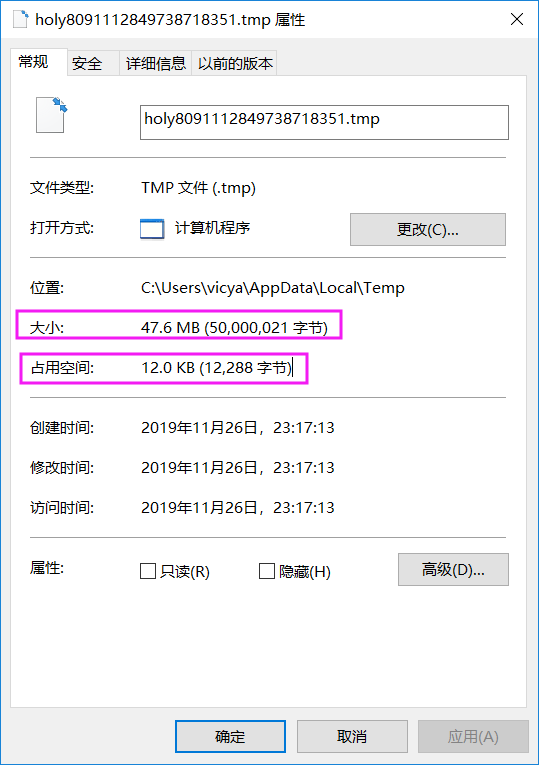 holy8091112849738718351.tmp 属性
常规 安全 详细信息 以前的版本
holy8091112849738718351.tmp
文件类型: TMP 文件 (.tmp)
打开方式: 计算机程序 更改(C)...
位置: C:\Users\vicya\AppData\Local\Temp
大小: 47.6 MB (50,000,021 字节)
占用空间: 12.0 KB (12,288 字节)
创建时间: 2019年11月26日，23:17:13
修改时间: 2019年11月26日，23:17:13
访问时间: 2019年11月26日，23:17:13
属性: 只读(R) 隐藏(H) 高级(D)...
确定 取消 应用(A)